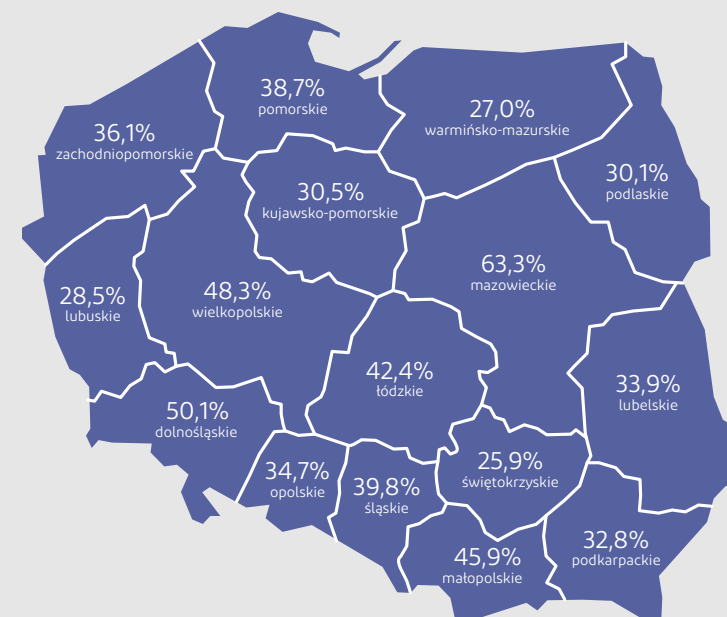 38,7%
pomorskie
27,0%
warmińsko-mazurskie
36,1%
zachodniopomorskie
30,1%
podlaskie
30,5%
kujawsko-pomorskie
63,3%
mazowieckie
28,5%
lubuskie
48,3%
wielkopolskie
42,4%
łódzkie
33,9%
lubelskie
50,1%
dolnośląskie
34,7%
opolskie
39,8%
śląskie
25,9%
świętokrzyskie
45,9%
małopolskie
32,8%
podkarpackie